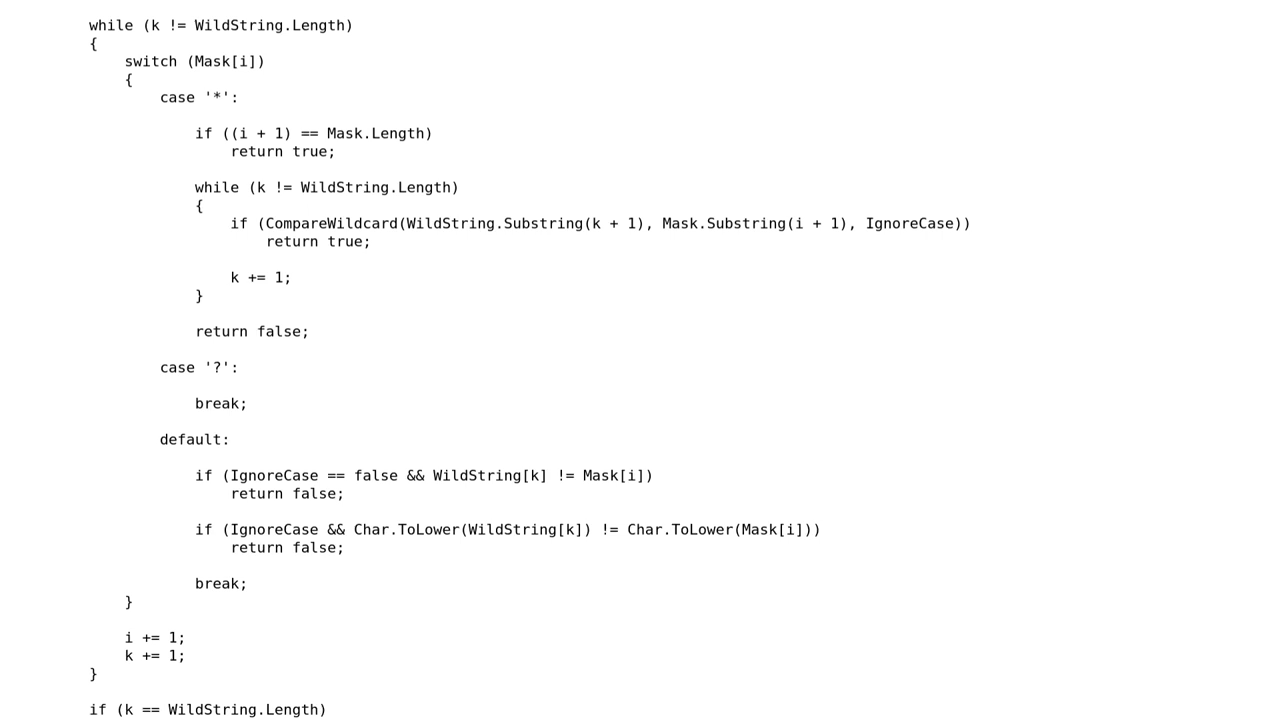 while (k != WildString.Length)
{
switch (Mask[i])
{
case '*':
if ((i + 1) == Mask.Length)
return true;
while (k != WildString.Length)
{
if (CompareWildcard(WildString.Substring(k + 1), Mask.Substring(i + 1), IgnoreCase))
return true;
k += 1;
}
return false;
case '?':
break;
default:
if (IgnoreCase == false && WildString[k] != Mask[i])
return false;
if (IgnoreCase && Char.ToLower(WildString[k]) != Char.ToLower(Mask[i]))
return false;
break;
}
i += 1;
k += 1;
}
if (k == WildString.Length)